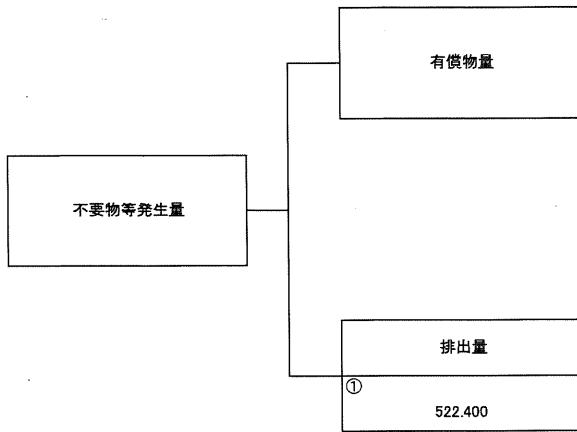 有償物量
不要物等発生量
排出量
①
522.400